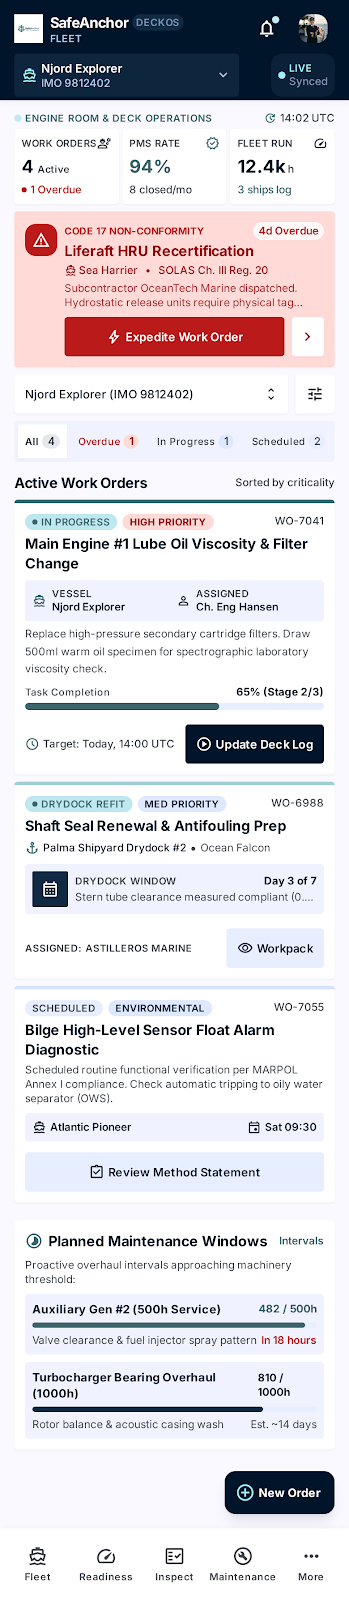 SafeAnchor DECKOS
FLEET
Njord Explorer
IMO 9812402
LIVE
Synced
ENGINE ROOM & DECK OPERATIONS
14:02 UTC
WORK ORDERS
4 Active
1 Overdue
PMS RATE
94%
8 closed/mo
FLEET RUN
12.4k h
3 ships log
CODE 17 NON-CONFORMITY
4d Overdue
Liferaft HRU Recertification
Sea Harrier • SOLAS Ch. III Reg. 20
Subcontractor OceanTech Marine dispatched.
Hydrostatic release units require physical tag...
Expedite Work Order
Njord Explorer (IMO 9812402)
All 4 Overdue 1 In Progress 1 Scheduled 2
Active Work Orders
Sorted by criticality
IN PROGRESS HIGH PRIORITY WO-7041
Main Engine #1 Lube Oil Viscosity & Filter
Change
VESSEL
Njord Explorer
ASSIGNED
Ch. Eng Hansen
Replace high-pressure secondary cartridge filters. Draw
500ml warm oil specimen for spectrographic laboratory
viscosity check.
Task Completion 65% (Stage 2/3)
Target: Today, 14:00 UTC
Update Deck Log
DRYDOCK REFIT MED PRIORITY WO-6988
Shaft Seal Renewal & Antifouling Prep
Palma Shipyard Drydock #2 • Ocean Falcon
DRYDOCK WINDOW Day 3 of 7
Stern tube clearance measured compliant (0....
ASSIGNED: ASTILLEROS MARINE
Workpack
SCHEDULED ENVIRONMENTAL WO-7055
Bilge High-Level Sensor Float Alarm
Diagnostic
Scheduled routine functional verification per MARPOL
Annex I compliance. Check automatic tripping to oily water
separator (OWS).
Atlantic Pioneer Sat 09:30
Review Method Statement
Planned Maintenance Windows Intervals
Proactive overhaul intervals approaching machinery
threshold:
Auxiliary Gen #2 (500h Service) 482 / 500h
Valve clearance & fuel injector spray pattern In 18 hours
Turbocharger Bearing Overhaul
(1000h)
810 /
1000h
Rotor balance & acoustic casing wash Est. ~14 days
New Order
Fleet Readiness Inspect Maintenance More